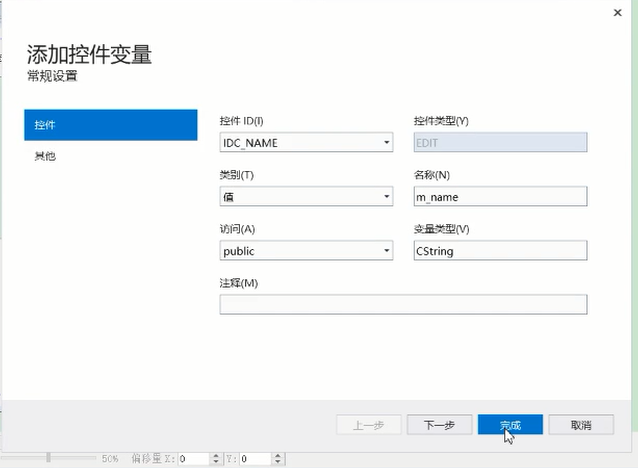 添加控件变量
常规设置
控件
其他
控件 ID(I)
控件类型(Y)
IDC_NAME
EDIT
类别(T)
名称(N)
值
m_name
访问(A)
变量类型(V)
public
CString
注释(M)
上一步
下一步
完成
取消
50% 偏移量 X: 0 Y: 0